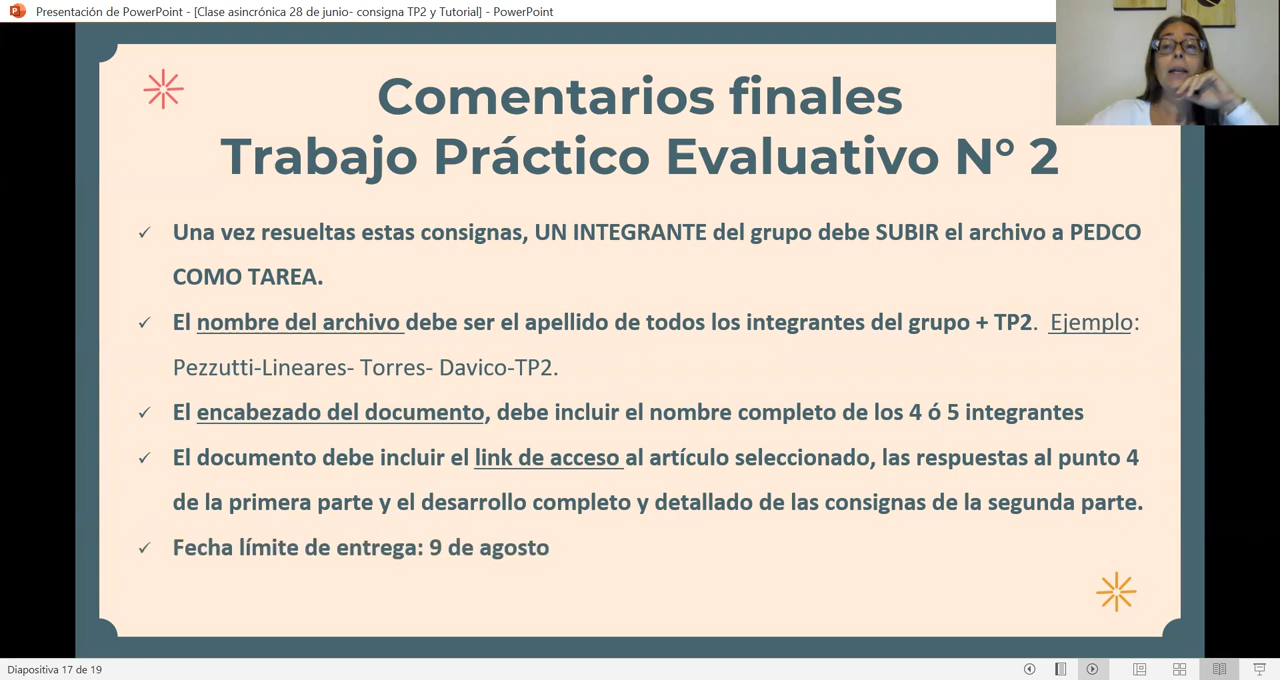 Presentación de PowerPoint - [Clase asincrónica 28 de junio- consigna TP2 y Tutorial] - PowerPoint
Comentarios finales
Trabajo Práctico Evaluativo N° 2
✓ Una vez resueltas estas consignas, UN INTEGRANTE del grupo debe SUBIR el archivo a PEDCO
COMO TAREA.
✓ El nombre del archivo debe ser el apellido de todos los integrantes del grupo + TP2. Ejemplo:
Pezzutti-Lineares- Torres- Davico-TP2.
✓ El encabezado del documento, debe incluir el nombre completo de los 4 ó 5 integrantes
✓ El documento debe incluir el link de acceso al artículo seleccionado, las respuestas al punto 4
de la primera parte y el desarrollo completo y detallado de las consignas de la segunda parte.
✓ Fecha límite de entrega: 9 de agosto
Diapositiva 17 de 19